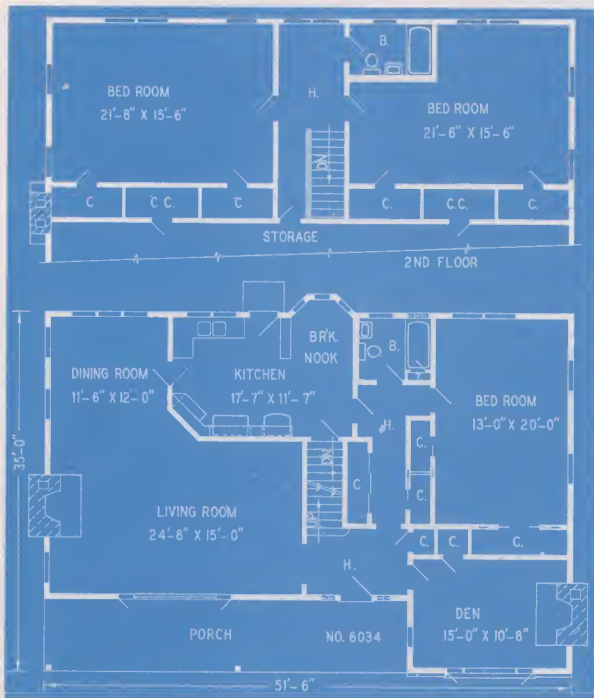 B.
BED ROOM
21'-8" X 15'-6"
H.
BED ROOM
21'-6" X 15'-6"
DN
C
C.C.
C
C.
C.C.
C.
STORAGE
2ND FLOOR
BR'K.
NOOK
B.
DINING ROOM
11'-6" X 12'-0"
KITCHEN
17'-7" X 11'-7"
BED ROOM
13'-0" X 20'-0"
H.
C.
35'-0"
DN
C
C.
LIVING ROOM
24'-8" X 15'-0"
C.
C.
C.
H.
DEN
15'-0" X 10'-8"
PORCH
NO. 6034
51'-6"